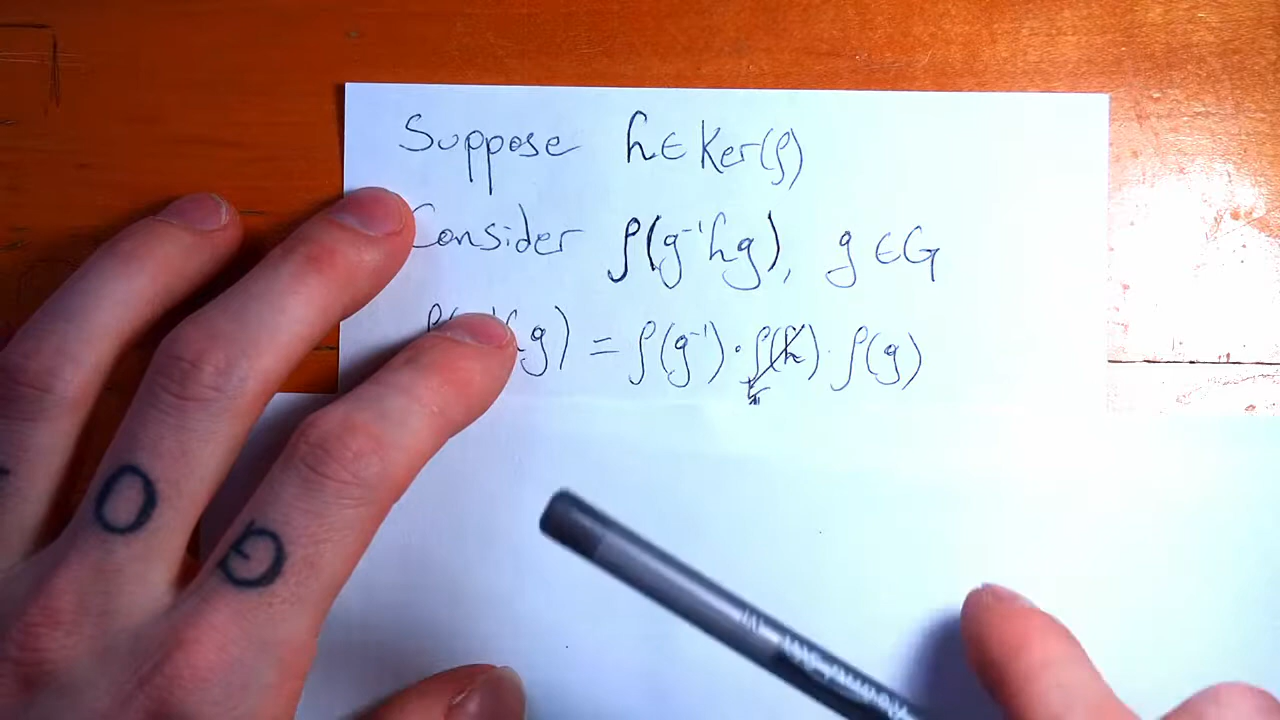 Suppose h ∈ Ker(ρ)
Consider ρ(g⁻¹hg), g ∈ G
g) = ρ(g⁻¹) · ρ(h) · ρ(g)
O G